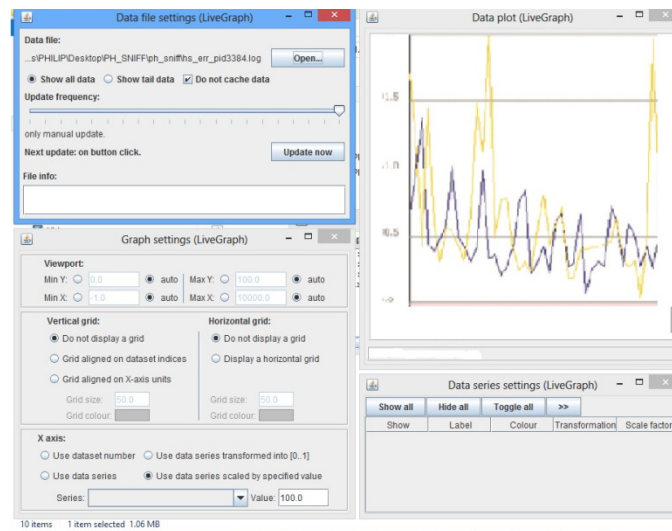 Data file settings (LiveGraph)
Data file:
...s\PHILIP\Desktop\PH_SNIFF\ph_sniff\hs_err_pid3384.log
Open...
Show all data
Show tail data
Do not cache data
Update frequency:
only manual update.
Next update: on button click.
Update now
File info:
Data plot (LiveGraph)
Graph settings (LiveGraph)
Viewport:
Min Y: 0.0 auto Max Y: 100.0 auto
Min X: -1.0 auto Max X: 10000.0 auto
Vertical grid:
Do not display a grid
Grid aligned on dataset indices
Grid aligned on X-axis units
Grid size: 50.0
Grid colour:
Horizontal grid:
Do not display a grid
Display a horizontal grid
Grid size: 50.0
Grid colour:
X axis:
Use dataset number Use data series transformed into [0..1]
Use data series Use data series scaled by specified value
Series: Value: 100.0
Data series settings (LiveGraph)
Show all Hide all Toggle all >>
Show Label Colour Transformation Scale factor
10 items 1 item selected 1.06 MB